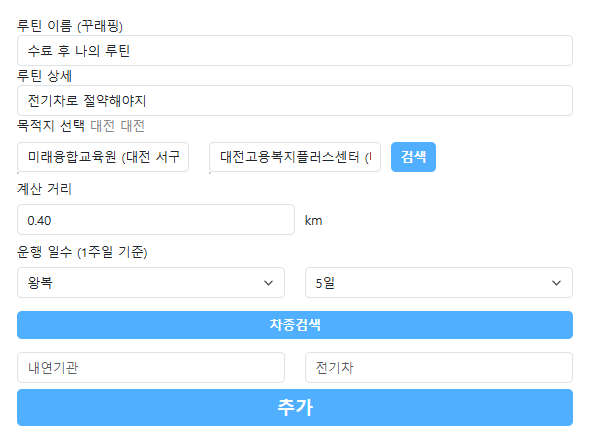 루틴 이름 (꾸래핑)
수료 후 나의 루틴
루틴 상세
전기차로 절약해야지
목적지 선택 대전 대전
미래융합교육원 (대전 서구 대전고용복지플러스센터 ( 검색
계산 거리
0.40 km
운행 일수 (1주일 기준)
왕복 5일
차종검색
내연기관 전기차
추가